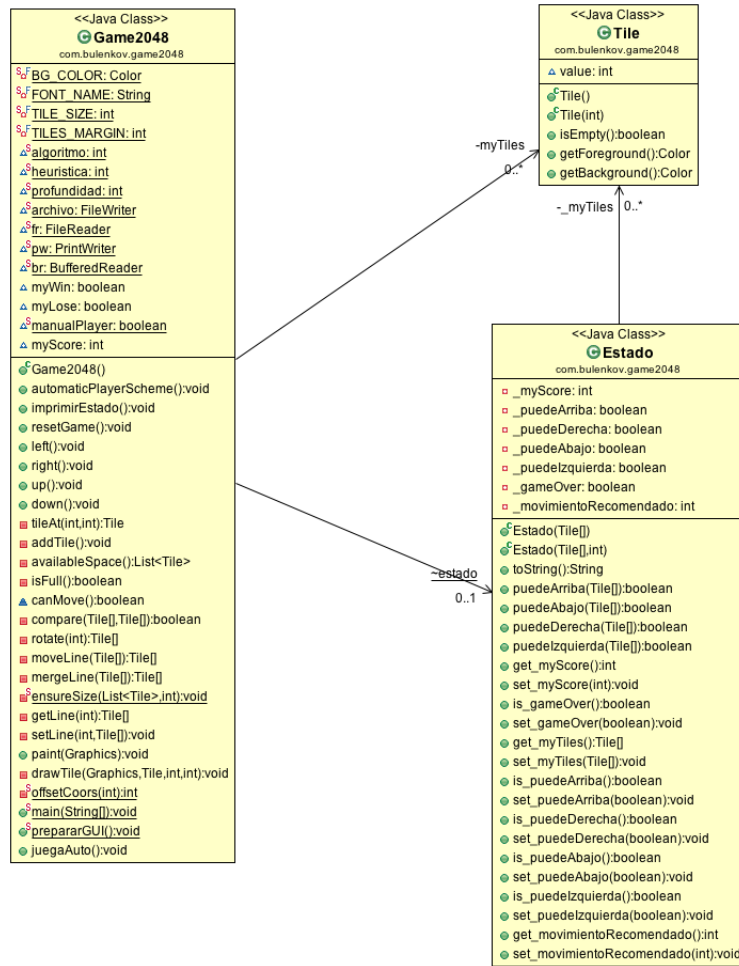 <<Java Class>>
Game2048
com.bulenkov.game2048
BG_COLOR: Color
FONT_NAME: String
TILE_SIZE: int
TILES_MARGIN: int
algoritmo: int
heuristica: int
profundidad: int
archivo: FileWriter
fr: FileReader
pw: PrintWriter
br: BufferedReader
myWin: boolean
myLose: boolean
manualPlayer: boolean
myScore: int
Game2048()
automaticPlayerScheme():void
imprimirEstado():void
resetGame():void
left():void
right():void
up():void
down():void
tileAt(int,int):Tile
addTile():void
availableSpace():List<Tile>
isFull():boolean
canMove():boolean
compare(Tile[],Tile[]):boolean
rotate(int):Tile[]
moveLine(Tile[]):Tile[]
mergeLine(Tile[]):Tile[]
ensureSize(List<Tile>,int):void
getLine(int):Tile[]
setLine(int,Tile[]):void
paint(Graphics):void
drawTile(Graphics,Tile,int,int):void
offsetCoors(int):int
main(String[]):void
prepararGUI():void
juegaAuto():void
<<Java Class>>
Tile
com.bulenkov.game2048
value: int
Tile()
Tile(int)
isEmpty():boolean
getForeground():Color
getBackground():Color
-myTiles
0..*
-_myTiles
0..*
~estado
0..1
<<Java Class>>
Estado
com.bulenkov.game2048
_myScore: int
_puedeArriba: boolean
_puedeDerecha: boolean
_puedeAbajo: boolean
_puedeIzquierda: boolean
_gameOver: boolean
_movimientoRecomendado: int
Estado(Tile[])
Estado(Tile[],int)
toString():String
puedeArriba(Tile[]):boolean
puedeAbajo(Tile[]):boolean
puedeDerecha(Tile[]):boolean
puedeIzquierda(Tile[]):boolean
get_myScore():int
set_myScore(int):void
is_gameOver():boolean
set_gameOver(boolean):void
get_myTiles():Tile[]
set_myTiles(Tile[]):void
is_puedeArriba():boolean
set_puedeArriba(boolean):void
is_puedeDerecha():boolean
set_puedeDerecha(boolean):void
is_puedeAbajo():boolean
set_puedeAbajo(boolean):void
is_puedeIzquierda():boolean
set_puedeIzquierda(boolean):void
get_movimientoRecomendado():int
set_movimientoRecomendado(int):void